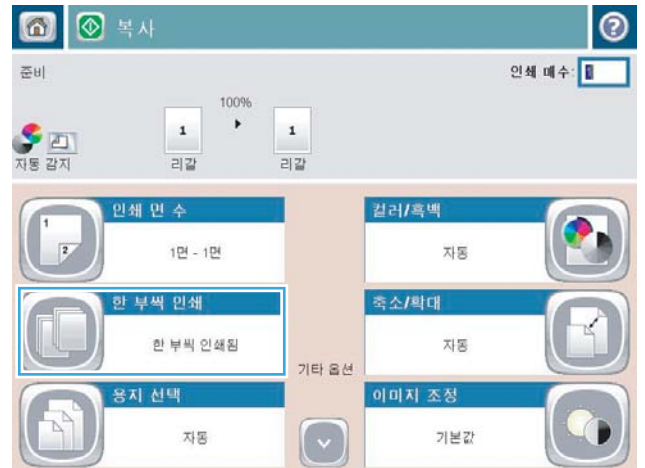 복사
준비
인쇄 매수: 1
100%
1 1
자동 감지
리갈 리갈
인쇄 면 수
1
2
1면 - 1면
컬러/흑백
자동
한 부씩 인쇄
한 부씩 인쇄됨
축소/확대
자동
기타 옵션
용지 선택
자동
이미지 조정
기본값